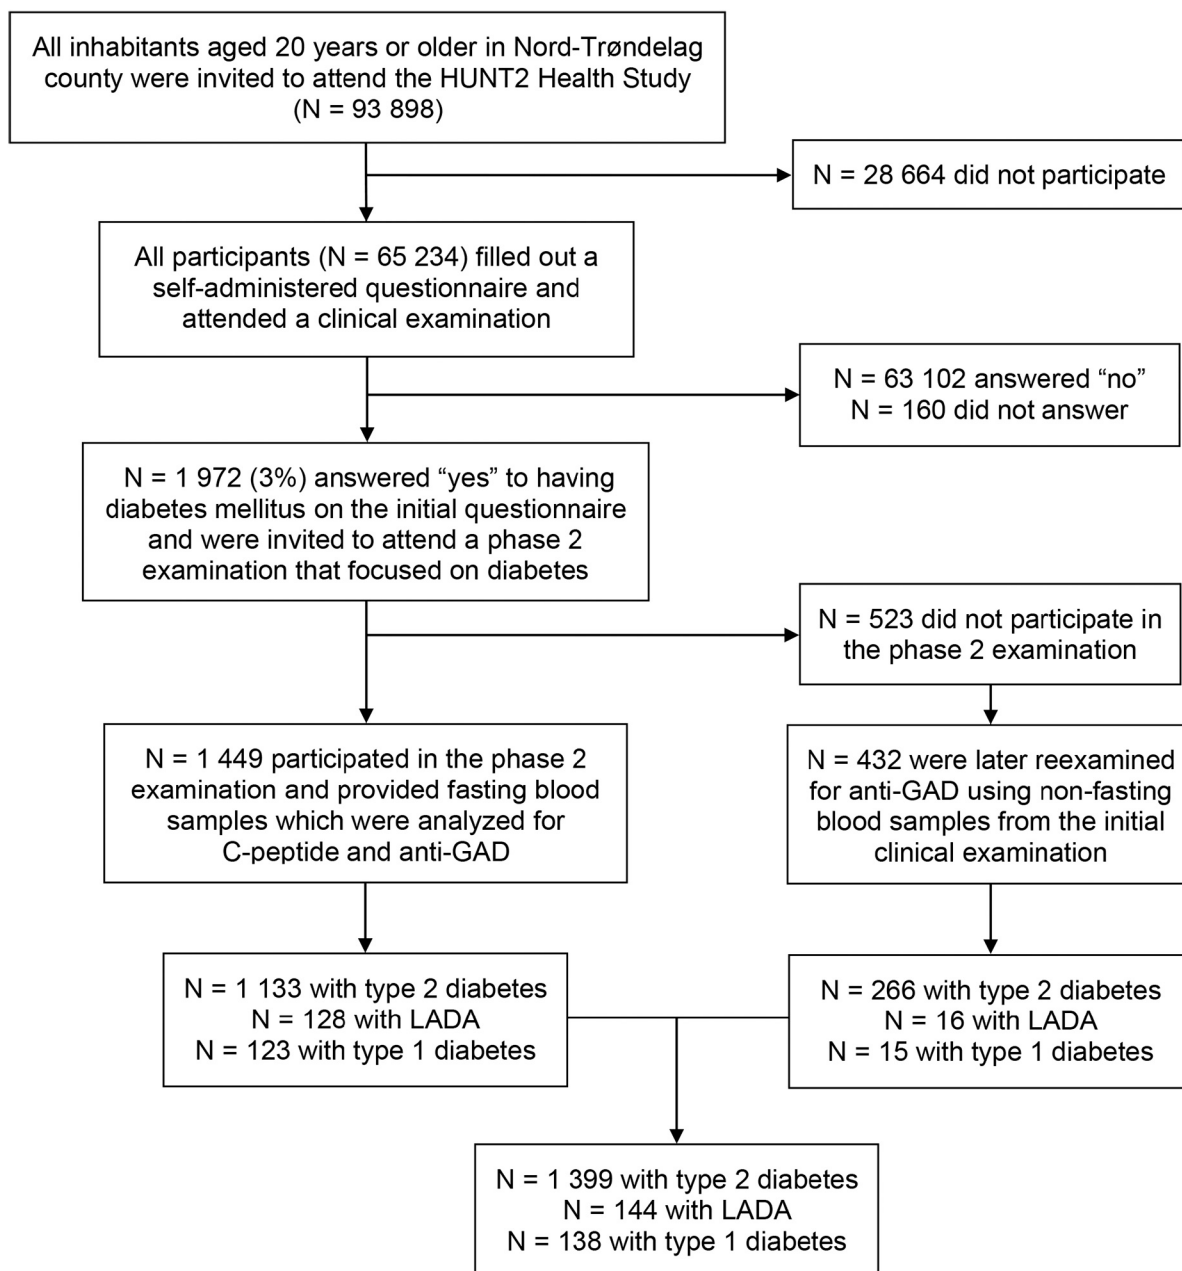 All inhabitants aged 20 years or older in Nord-Trøndelag
county were invited to attend the HUNT2 Health Study
(N = 93 898)
N = 28 664 did not participate
All participants (N = 65 234) filled out a
self-administered questionnaire and
attended a clinical examination
N = 63 102 answered “no”
N = 160 did not answer
N = 1 972 (3%) answered “yes” to having
diabetes mellitus on the initial questionnaire
and were invited to attend a phase 2
examination that focused on diabetes
N = 523 did not participate in
the phase 2 examination
N = 1 449 participated in the phase 2
examination and provided fasting blood
samples which were analyzed for
C-peptide and anti-GAD
N = 432 were later reexamined
for anti-GAD using non-fasting
blood samples from the initial
clinical examination
N = 1 133 with type 2 diabetes
N = 128 with LADA
N = 123 with type 1 diabetes
N = 266 with type 2 diabetes
N = 16 with LADA
N = 15 with type 1 diabetes
N = 1 399 with type 2 diabetes
N = 144 with LADA
N = 138 with type 1 diabetes